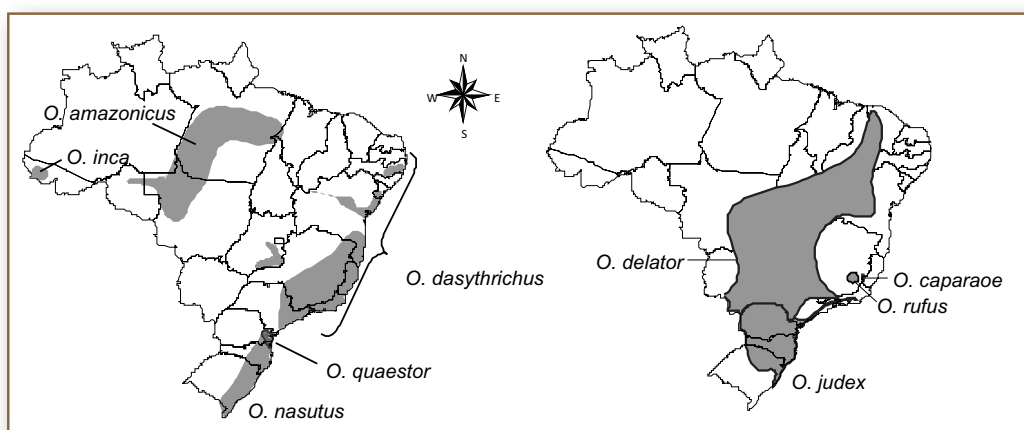 O. amazonicus
O. inca
O. dasythrichus
O. quaestor
O. nasutus
N
W
E
S
O. delator
O. caparaoe
O. rufus
O. judex